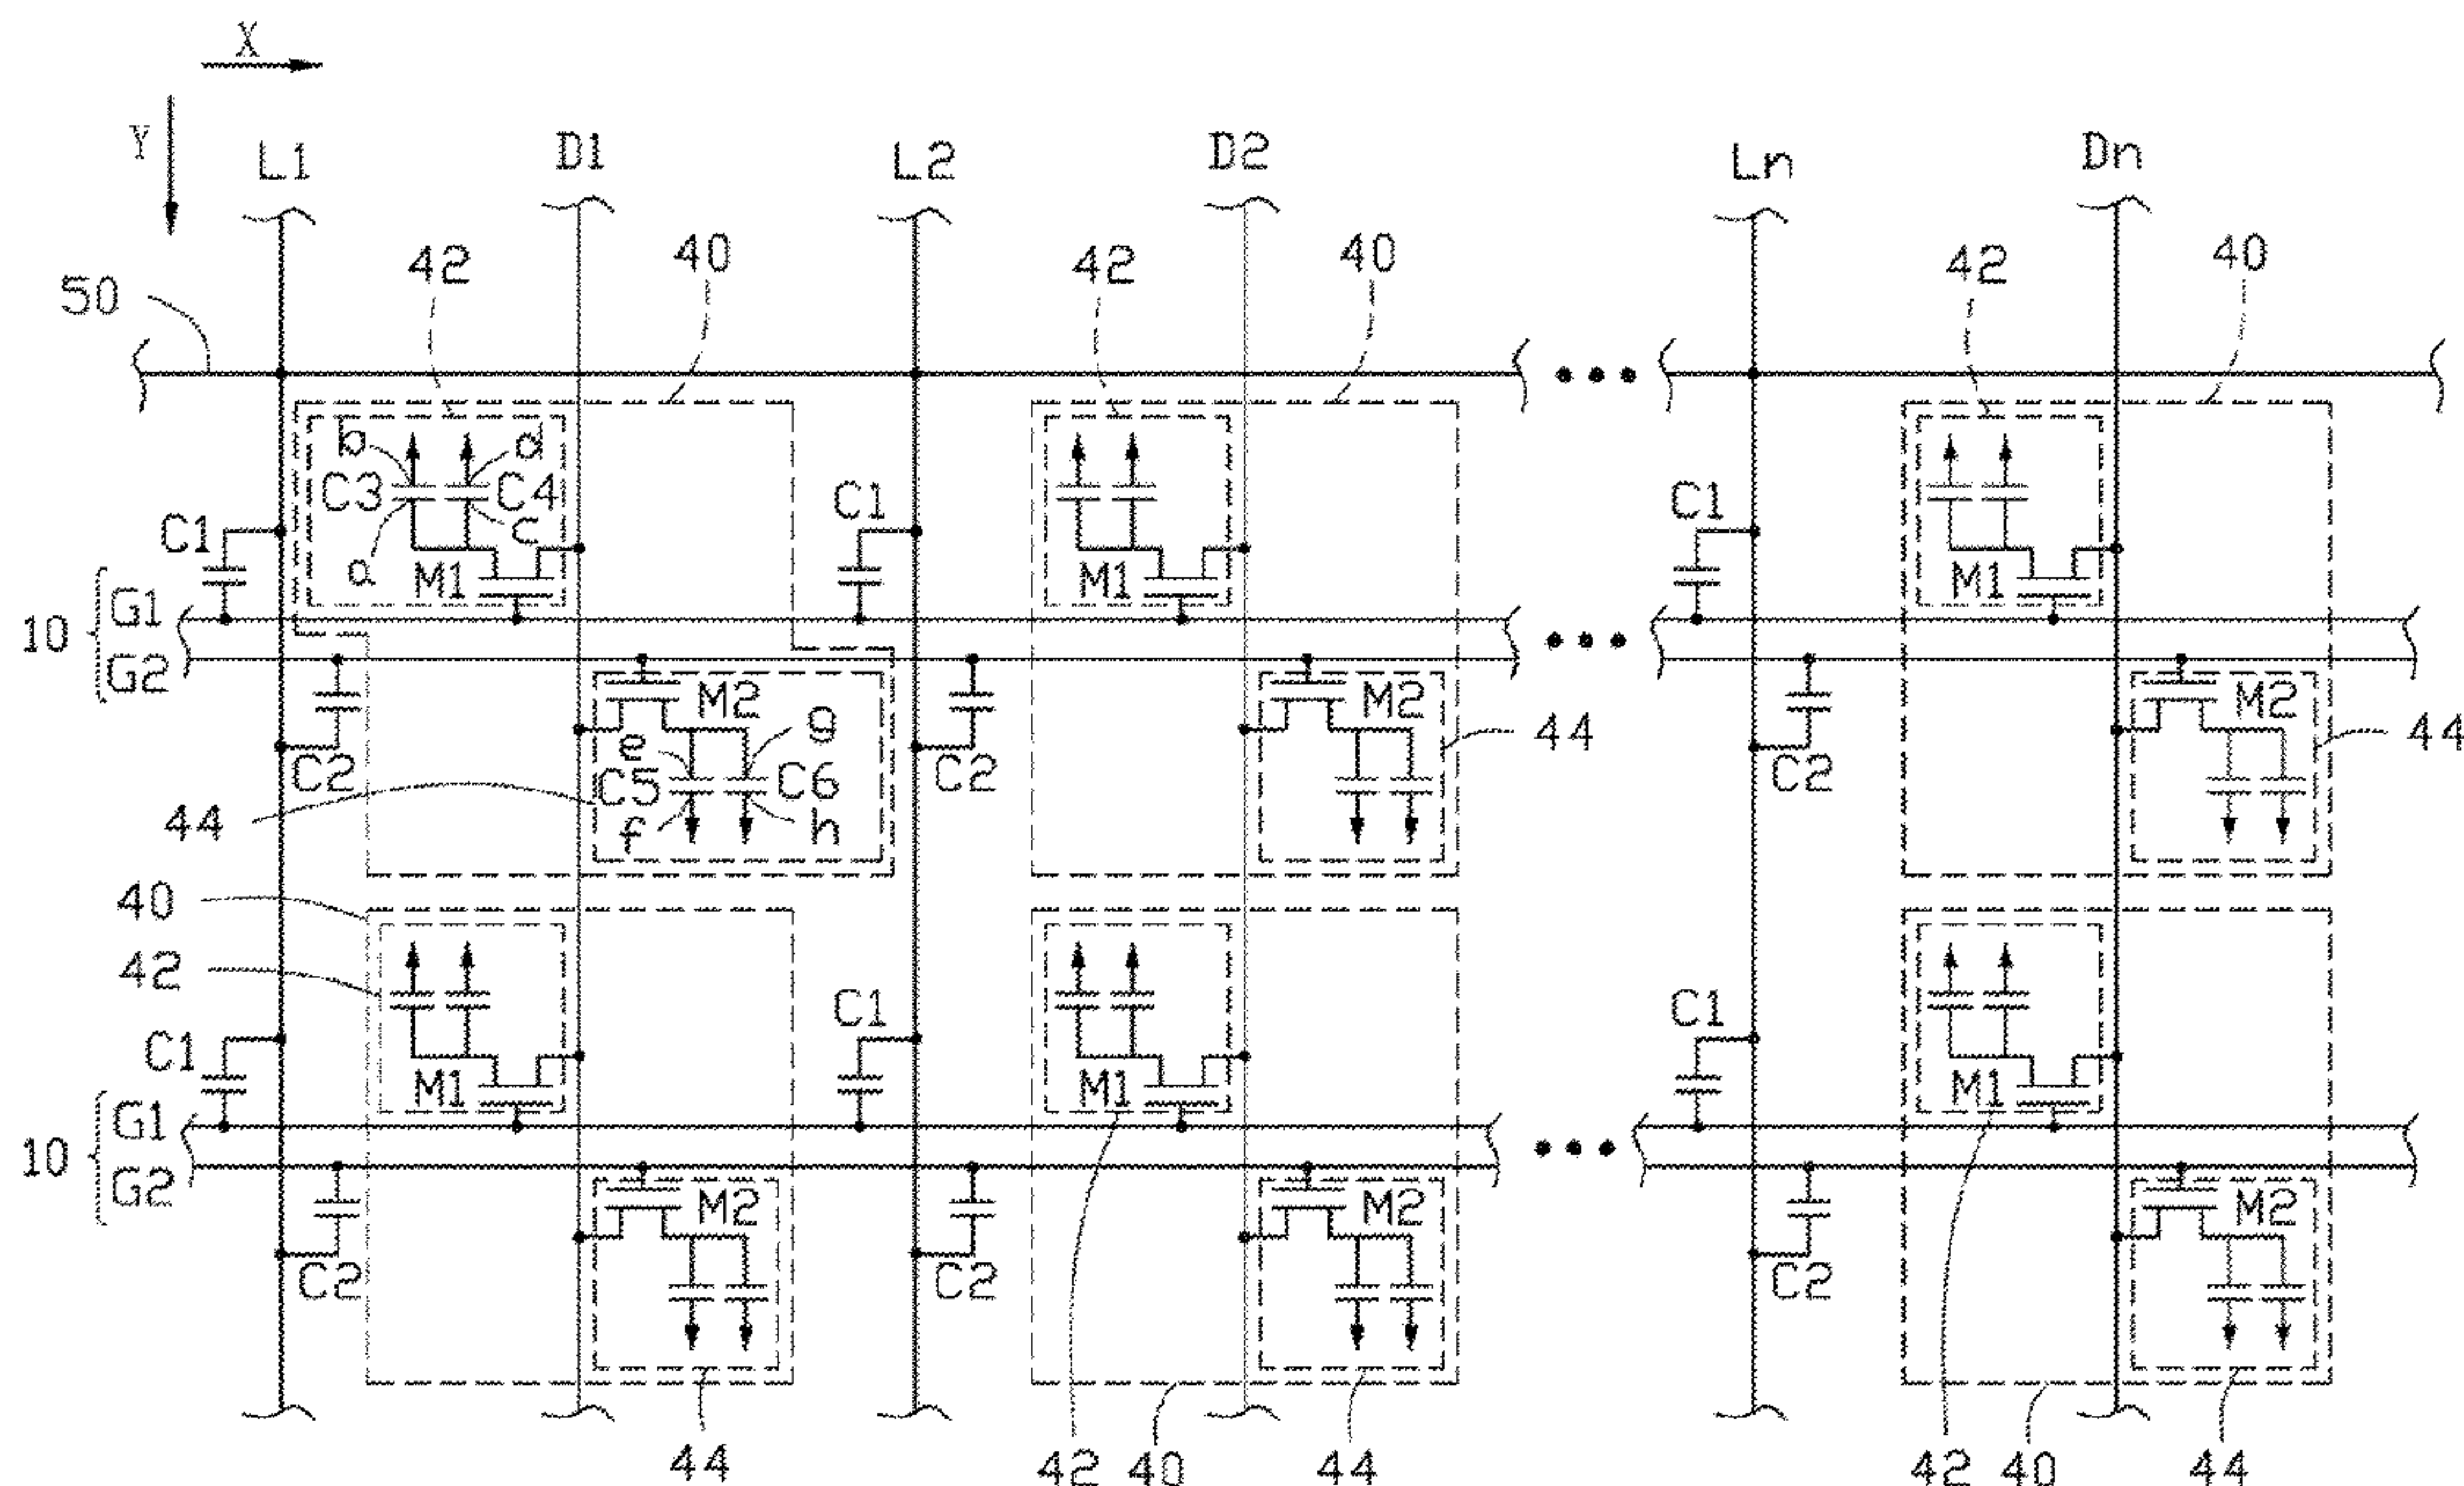 X
Y
L1 D1 L2 D2 Ln Dn
42 40 42 40 42 40
50
b d
C3 C4
C1 c C1 C1
a M1 M1 M1
10 G1
G2
M2 M2 M2
e g 44 44
C2 C5 C6 C2 C2
44 f h
40
42
C1 C1 C1
M1 M1 M1
10 G1
G2
M2 M2 M2
C2 C2 C2
44 42 40 44 42 40 44